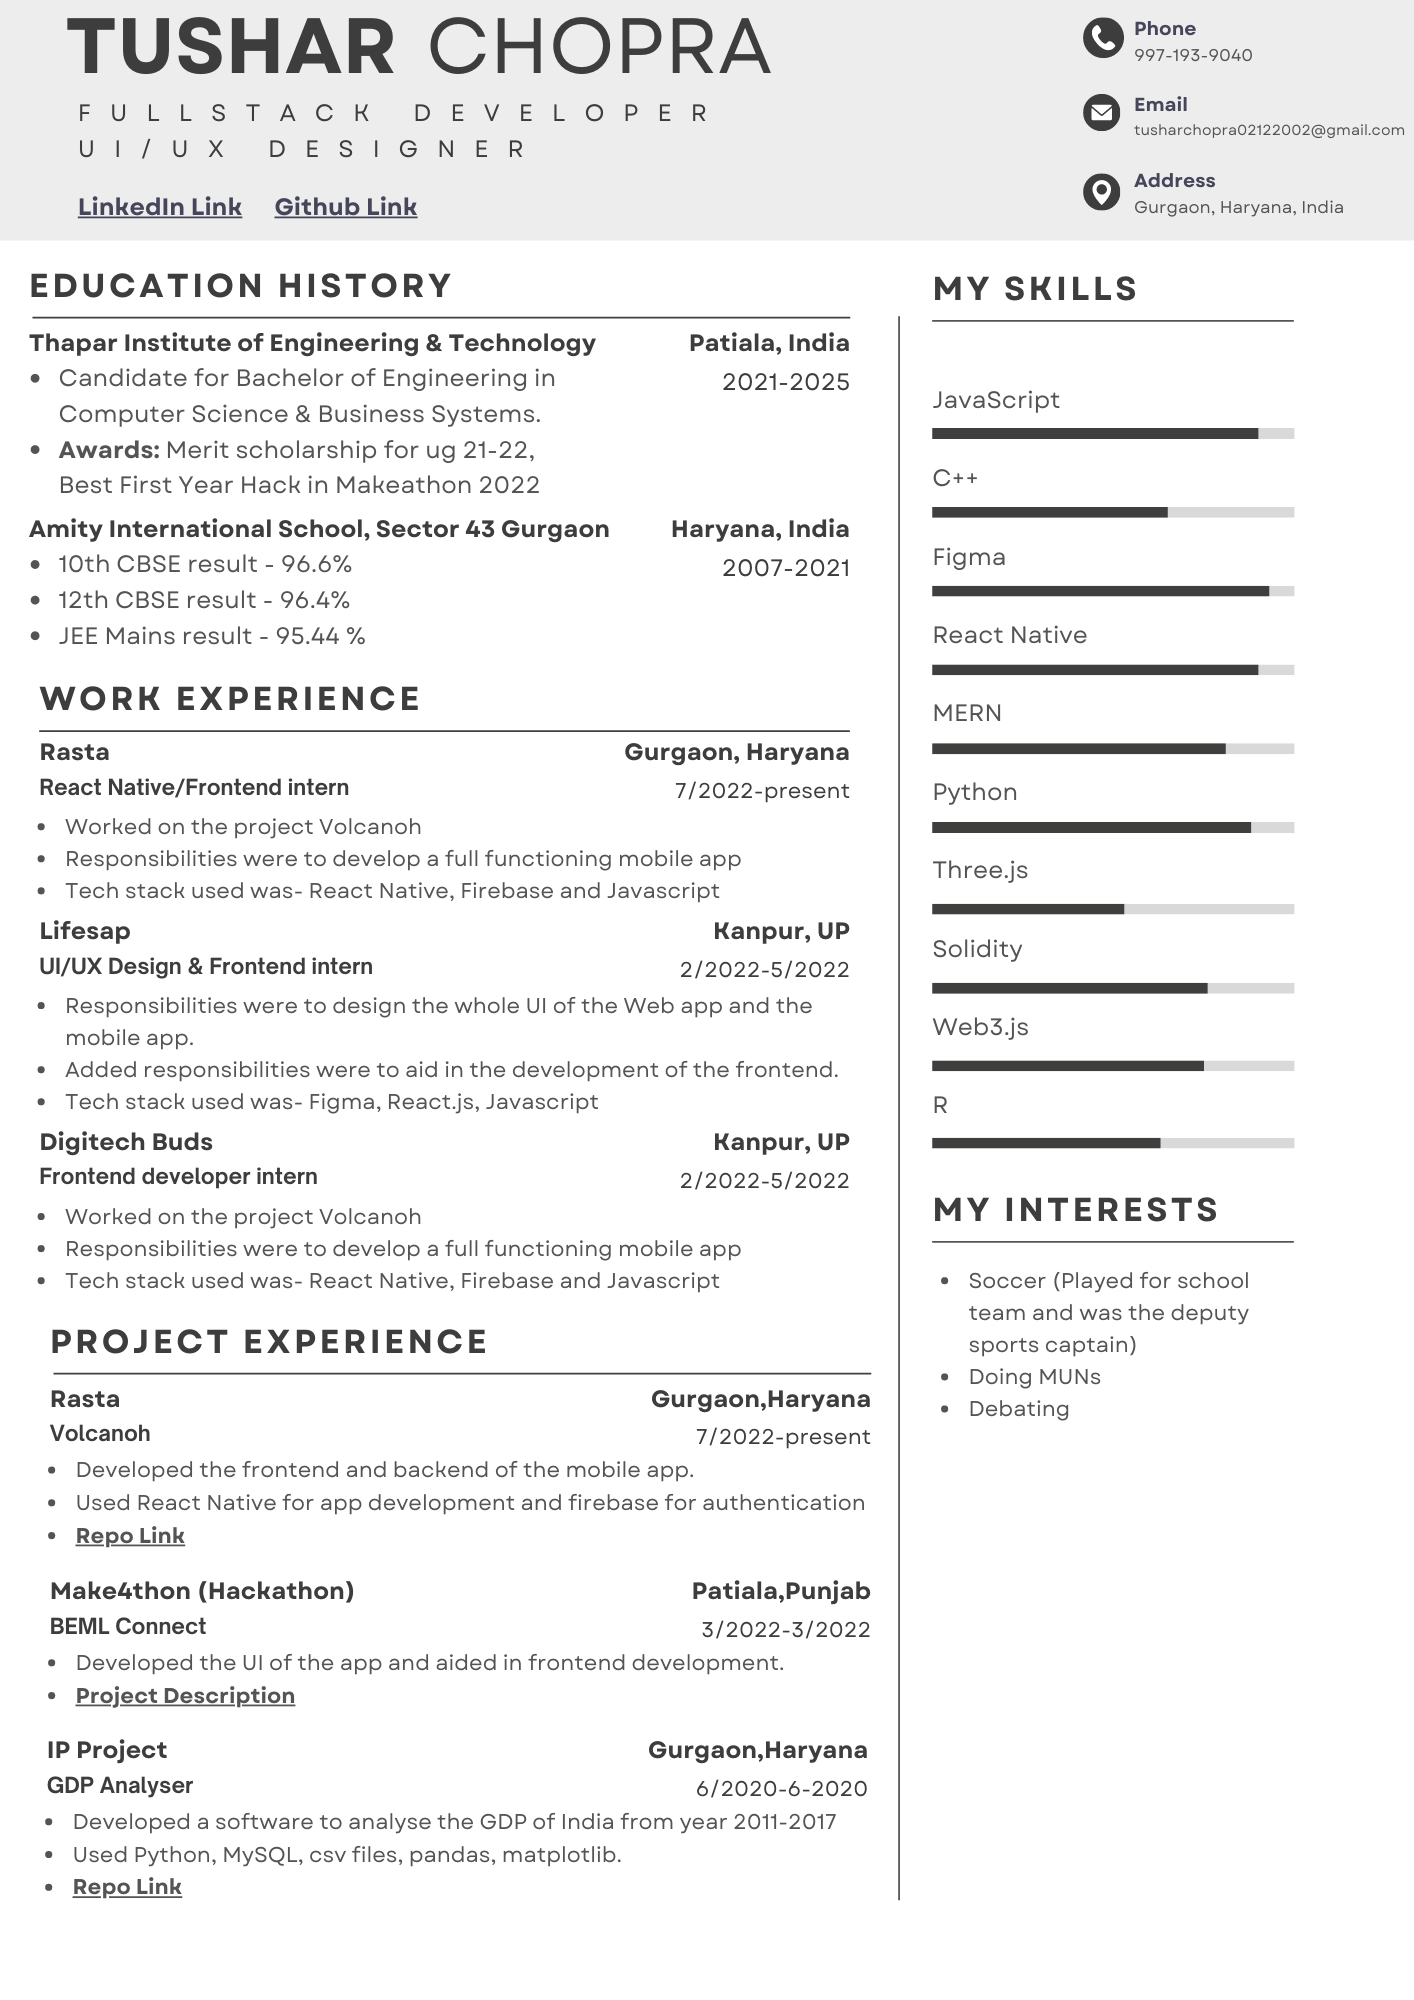 TUSHAR CHOPRA
FULLSTACK DEVELOPER
UI/UX DESIGNER
LinkedIn Link Github Link
Phone
997-193-9040
Email
tusharchopra02122002@gmail.com
Address
Gurgaon, Haryana, India
EDUCATION HISTORY
Thapar Institute of Engineering & Technology Patiala, India
• Candidate for Bachelor of Engineering in 2021-2025
Computer Science & Business Systems.
• Awards: Merit scholarship for ug 21-22,
Best First Year Hack in Makeathon 2022
Amity International School, Sector 43 Gurgaon Haryana, India
• 10th CBSE result - 96.6% 2007-2021
• 12th CBSE result - 96.4%
• JEE Mains result - 95.44 %
WORK EXPERIENCE
Rasta Gurgaon, Haryana
React Native/Frontend intern 7/2022-present
• Worked on the project Volcanoh
• Responsibilities were to develop a full functioning mobile app
• Tech stack used was- React Native, Firebase and Javascript
Lifesap Kanpur, UP
UI/UX Design & Frontend intern 2/2022-5/2022
• Responsibilities were to design the whole UI of the Web app and the
mobile app.
• Added responsibilities were to aid in the development of the frontend.
• Tech stack used was- Figma, React.js, Javascript
Digitech Buds Kanpur, UP
Frontend developer intern 2/2022-5/2022
• Worked on the project Volcanoh
• Responsibilities were to develop a full functioning mobile app
• Tech stack used was- React Native, Firebase and Javascript
PROJECT EXPERIENCE
Rasta Gurgaon,Haryana
Volcanoh 7/2022-present
• Developed the frontend and backend of the mobile app.
• Used React Native for app development and firebase for authentication
• Repo Link
Make4thon (Hackathon) Patiala,Punjab
BEML Connect 3/2022-3/2022
• Developed the UI of the app and aided in frontend development.
• Project Description
IP Project Gurgaon,Haryana
GDP Analyser 6/2020-6-2020
• Developed a software to analyse the GDP of India from year 2011-2017
• Used Python, MySQL, csv files, pandas, matplotlib.
• Repo Link
MY SKILLS
JavaScript
C++
Figma
React Native
MERN
Python
Three.js
Solidity
Web3.js
R
MY INTERESTS
• Soccer (Played for school
team and was the deputy
sports captain)
• Doing MUNs
• Debating